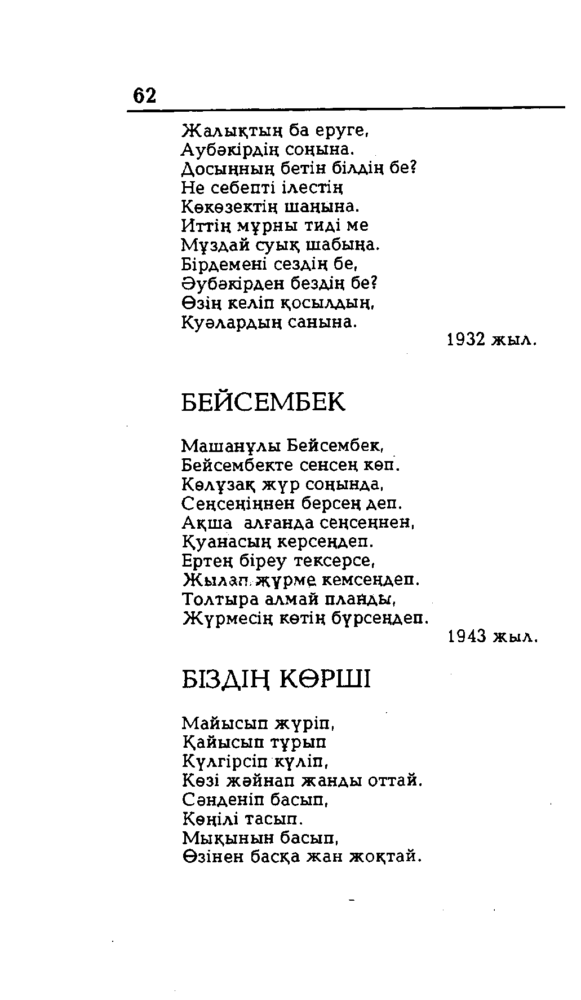 62
Жалықтың ба еруге,
Аубәкірдің соңына.
Досыңның бетін білдің бе?
Не себепті ілестің
Көкөзектің шаңына.
Иттің мұрны тиді ме
Мұздай суық шабыңа.
Бірдемені сездің бе,
Әубәкірден бездің бе?
Өзің келіп қосылдың,
Куәлардың санына.
1932 жыл.
БЕЙСЕМБЕК
Машанұлы Бейсембек,
Бейсембекте сенсең көп.
Көлұзақ жүр соңында,
Сеңсеңіңнен берсең деп.
Ақша алғанда сеңсеңнен,
Қуанасың керсеңдеп.
Ертең біреу тексерсе,
Жылап жүрме кемсеңдеп.
Толтыра алмай планды,
Жүрмесің көтің бүрсеңдеп.
1943 жыл.
БІЗДІҢ КӨРШІ
Майысып жүріп,
Қайысып тұрып
Күлгірсіп күліп,
Көзі жәйнап жанды оттай.
Сәнденіп басып,
Көңілі тасып.
Мықынын басып,
Өзінен басқа жан жоқтай.